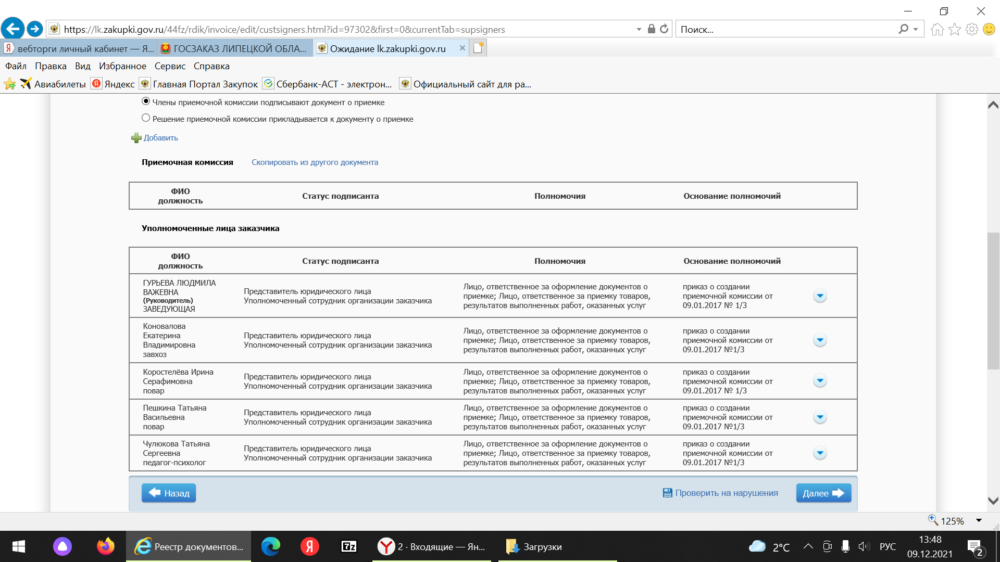 https://lk.zakupki.gov.ru/44fz/rdik/invoice/edit/custsigners.html?id=97302&first=0&currentTab=supsigners
Поиск...
вебторги личный кабинет — Я...
ГОСЗАКАЗ ЛИПЕЦКОЙ ОБЛА...
Ожидание lk.zakupki.gov.ru
Файл Правка Вид Избранное Сервис Справка
Авиабилеты Яндекс Главная Портал Закупок Сбербанк-АСТ - электрон... Официальный сайт для ра...
Члены приемочной комиссии подписывают документ о приемке
Решение приемочной комиссии прикладывается к документу о приемке
Добавить
Приемочная комиссия Скопировать из другого документа
ФИО
должность
Статус подписанта
Полномочия
Основание полномочий
Уполномоченные лица заказчика
ФИО
должность
Статус подписанта
Полномочия
Основание полномочий
ГУРЬЕВА ЛЮДМИЛА
ВАЖЕВНА
(Руководитель)
ЗАВЕДУЮЩАЯ
Представитель юридического лица
Уполномоченный сотрудник организации заказчика
Лицо, ответственное за оформление документов о
приемке; Лицо, ответственное за приемку товаров,
результатов выполненных работ, оказанных услуг
приказ о создании
приемочной комиссии от
09.01.2017 № 1/3
Коновалова
Екатерина
Владимировна
завхоз
Представитель юридического лица
Уполномоченный сотрудник организации заказчика
Лицо, ответственное за оформление документов о
приемке; Лицо, ответственное за приемку товаров,
результатов выполненных работ, оказанных услуг
приказ о создании
приемочной комиссии от
09.01.2017 №1/3
Коростелёва Ирина
Серафимовна
повар
Представитель юридического лица
Уполномоченный сотрудник организации заказчика
Лицо, ответственное за оформление документов о
приемке; Лицо, ответственное за приемку товаров,
результатов выполненных работ, оказанных услуг
приказ о создании
приемочной комиссии от
09.01.2017 № 1/3
Пешкина Татьяна
Васильевна
повар
Представитель юридического лица
Уполномоченный сотрудник организации заказчика
Лицо, ответственное за оформление документов о
приемке; Лицо, ответственное за приемку товаров,
результатов выполненных работ, оказанных услуг
приказ о создании
приемочной комиссии от
09.01.2017 №1/3
Чулюкова Татьяна
Сергеевна
педагог-психолог
Представитель юридического лица
Уполномоченный сотрудник организации заказчика
Лицо, ответственное за оформление документов о
приемке; Лицо, ответственное за приемку товаров,
результатов выполненных работ, оказанных услуг
приказ о создании
приемочной комиссии от
09.01.2017 №1/3
Назад
Проверить на нарушения
Далее
125%
Реестр документов...
7z
2 · Входящие — Ян...
Загрузки
2°C
РУС
13:48
09.12.2021
2